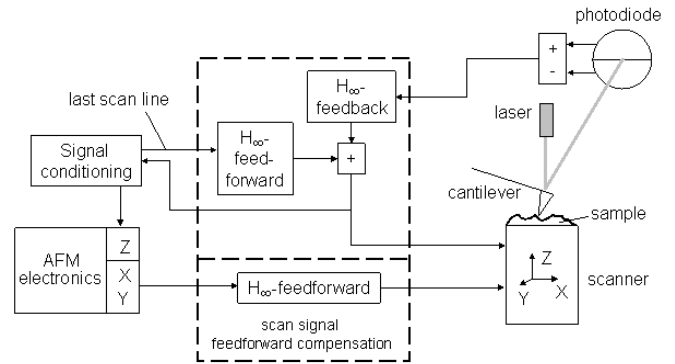 photodiode
+
-
H∞-
feedback
last scan line
laser
H∞-
feed-
forward
+
Signal
conditioning
cantilever
sample
AFM
electronics
Z
X
Y
Z
Y
X
scanner
H∞-feedforward
scan signal
feedforward compensation